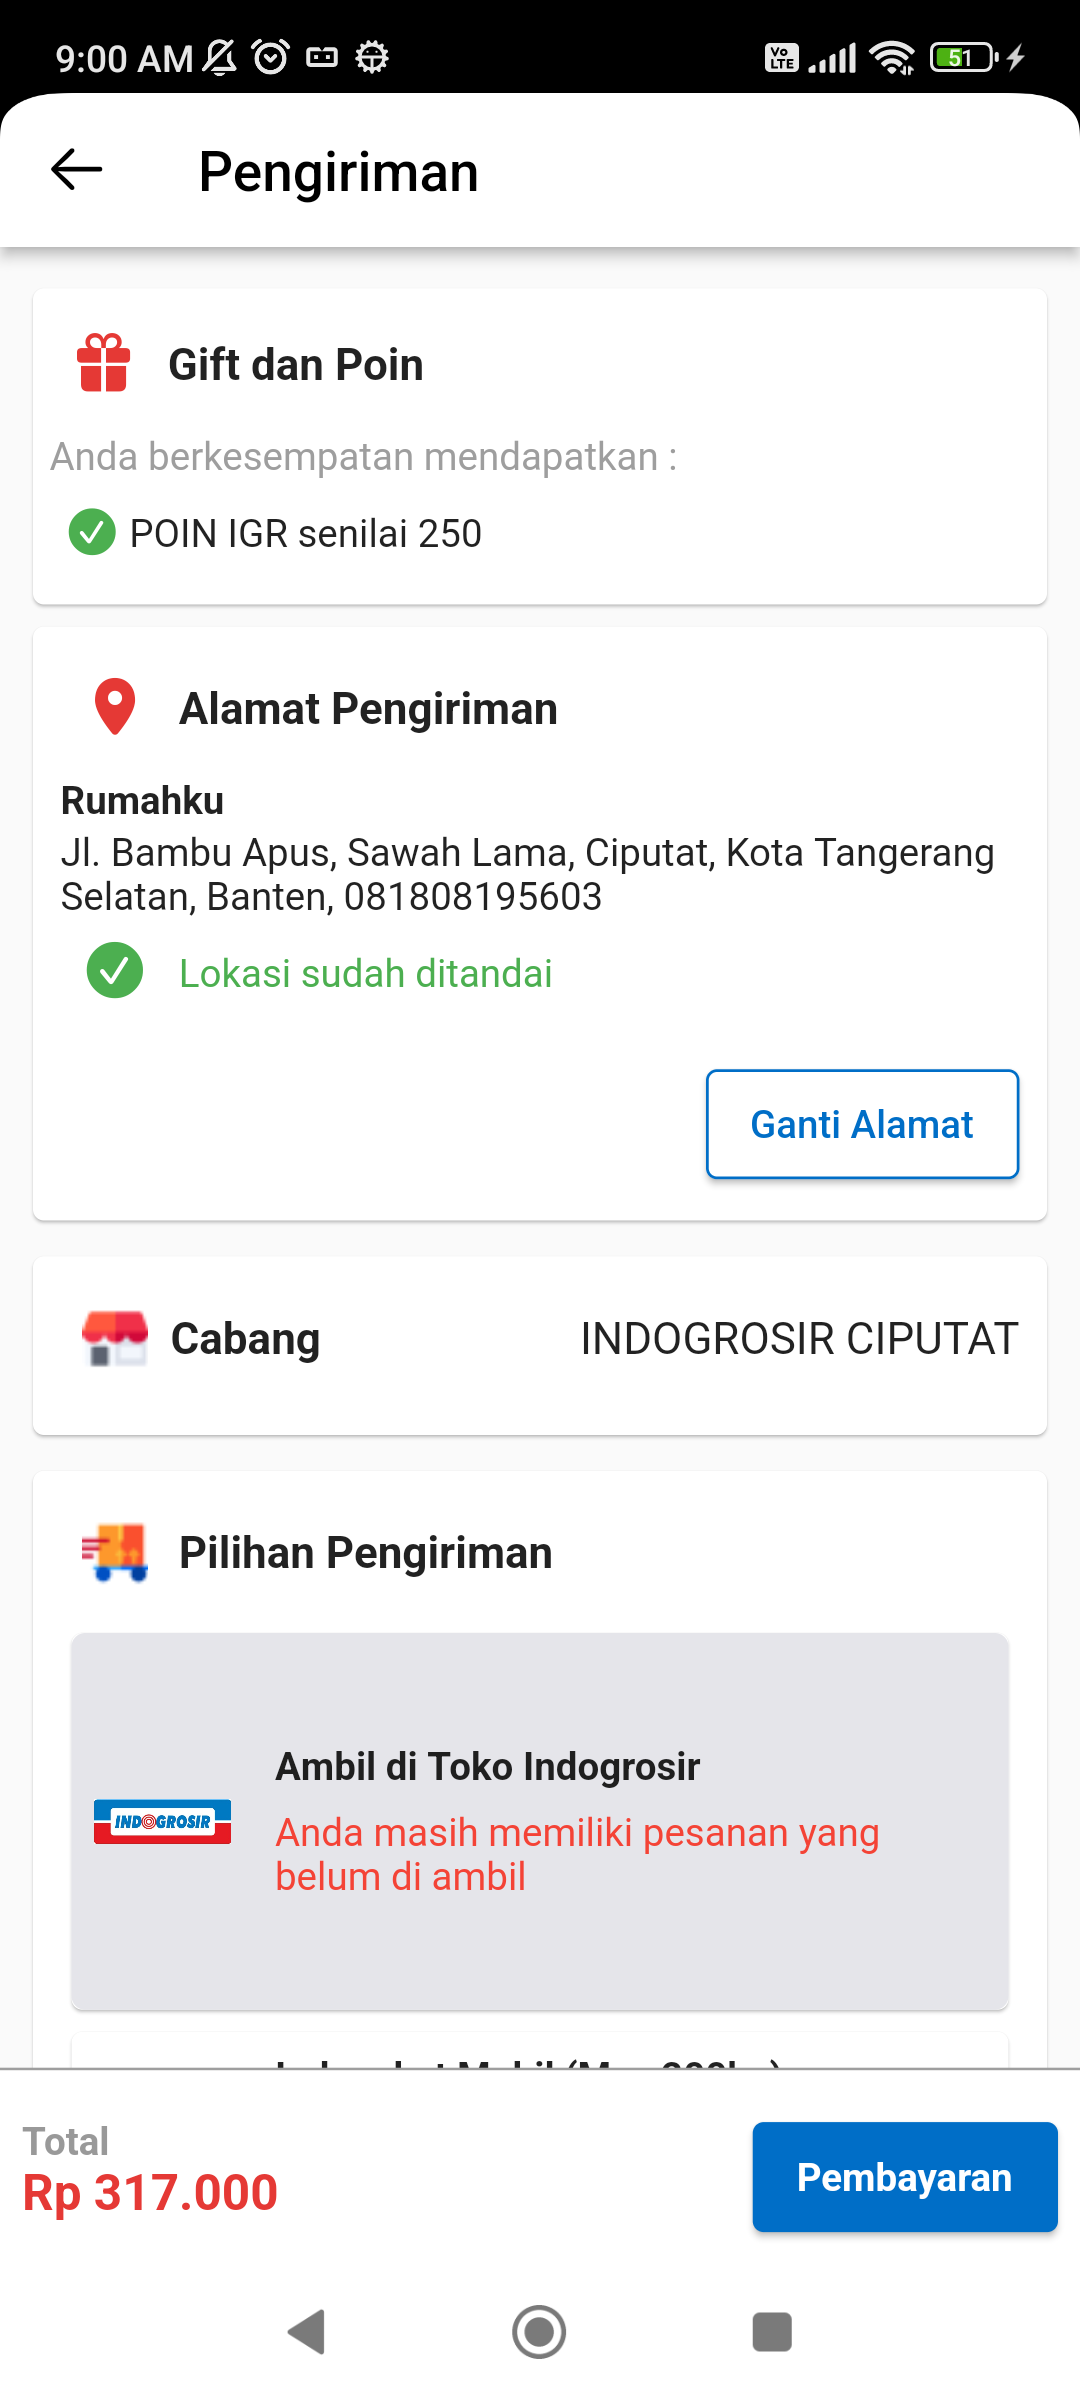 9:00 AM
Vo
LTE
51
Pengiriman
Gift dan Poin
Anda berkesempatan mendapatkan :
POIN IGR senilai 250
Alamat Pengiriman
Rumahku
Jl. Bambu Apus, Sawah Lama, Ciputat, Kota Tangerang
Selatan, Banten, 081808195603
Lokasi sudah ditandai
Ganti Alamat
Cabang
INDOGROSIR CIPUTAT
Pilihan Pengiriman
Ambil di Toko Indogrosir
INDOGROSIR
Anda masih memiliki pesanan yang
belum di ambil
Total
Rp 317.000
Pembayaran